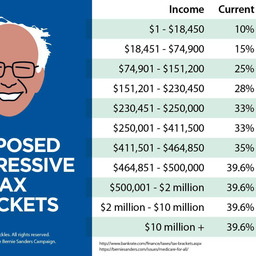 POSED
RESSIVE
TAX
CKETS
kles. All rights reserved.
Bernie Sanders Campaign.
Income Current
$1 - $18,450 10%
$18,451 - $74,900 15%
$74,901 - $151,200 25%
$151,201 - $230,450 28%
$230,451 - $250,000 33%
$250,001 - $411,500 33%
$411,501 - $464,850 35%
$464,851 - $500,000 39.6%
$500,001 - $2 million 39.6%
$2 million - $10 million 39.6%
$10 million + 39.6%
http://www.bankrate.com/finance/taxes/tax-brackets.aspx
https://berniesanders.com/issues/medicare-for-all/